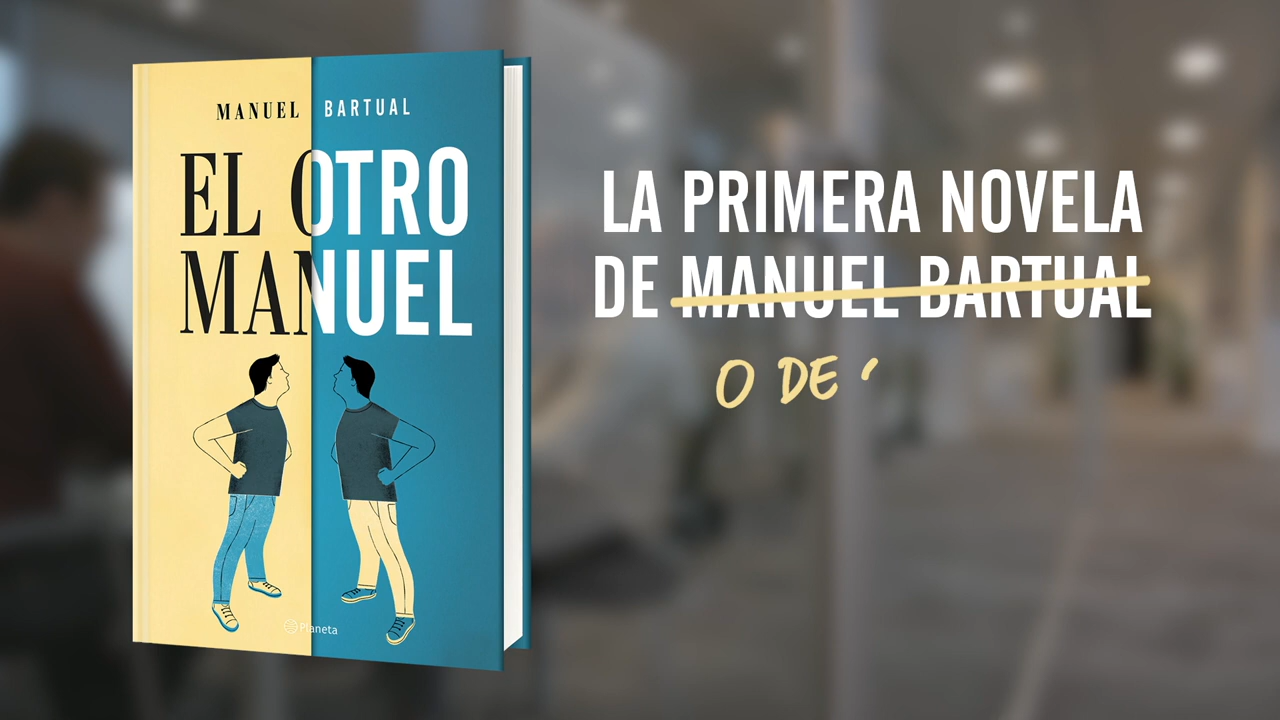 MANUEL BARTUAL
EL OTRO
MANUEL
Planeta
LA PRIMERA NOVELA
DE MANUEL BARTUAL
O DE